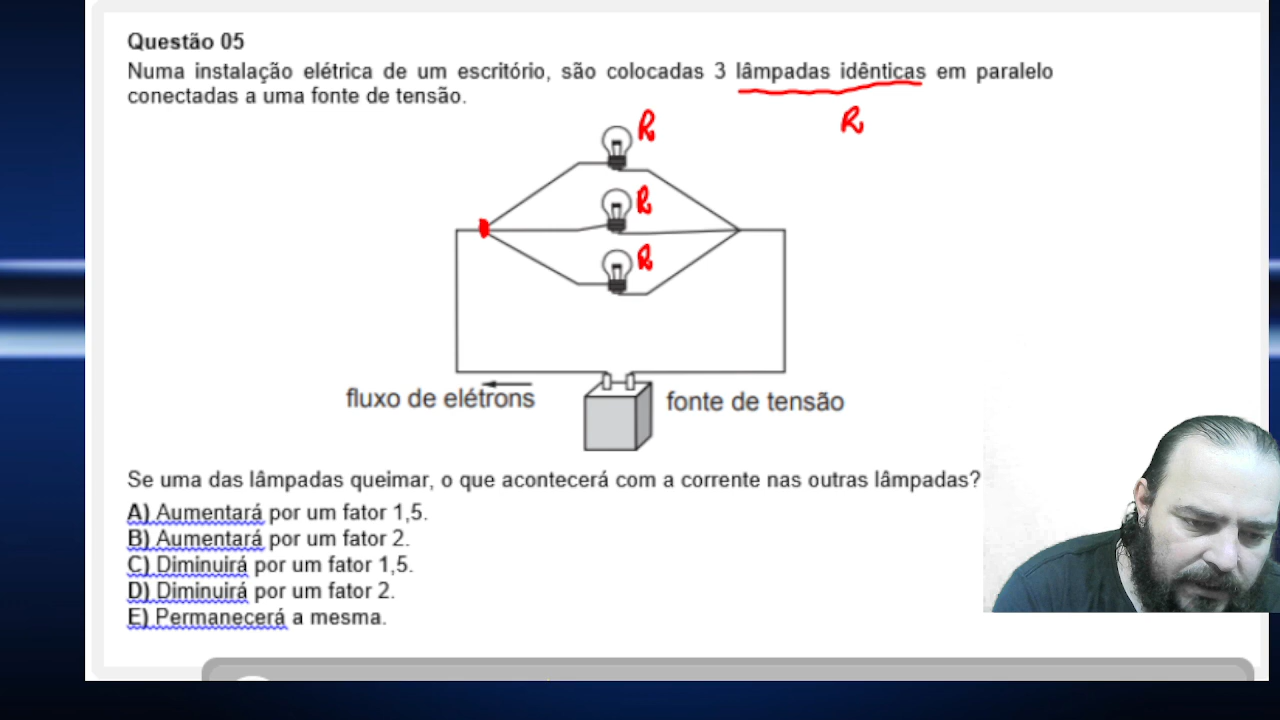 Questão 05
Numa instalação elétrica de um escritório, são colocadas 3 lâmpadas idênticas em paralelo
conectadas a uma fonte de tensão.
R
R
R
R
fluxo de elétrons
fonte de tensão
Se uma das lâmpadas queimar, o que acontecerá com a corrente nas outras lâmpadas?
A) Aumentará por um fator 1,5.
B) Aumentará por um fator 2.
C) Diminuirá por um fator 1,5.
D) Diminuirá por um fator 2.
E) Permanecerá a mesma.